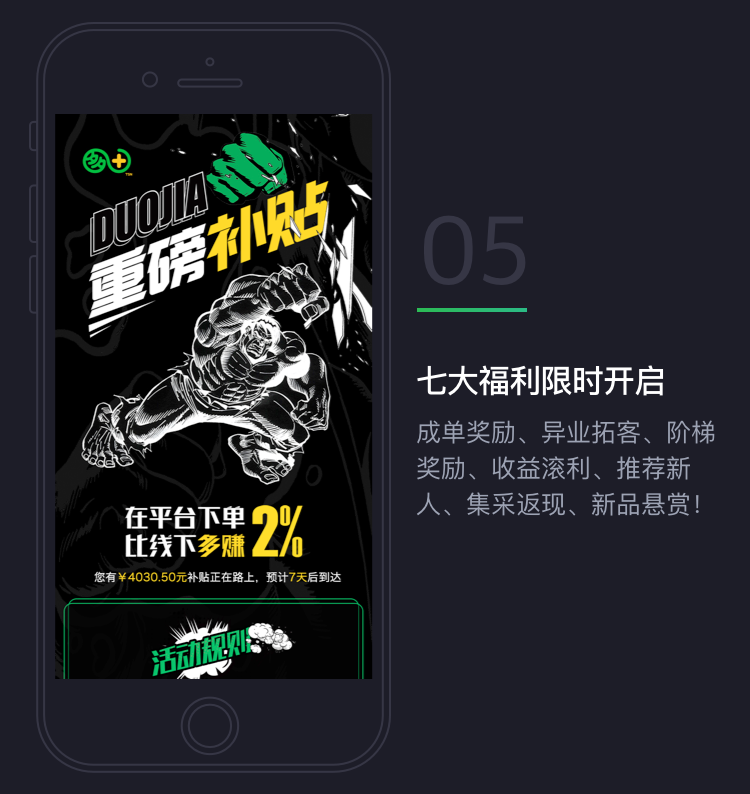 多+
DUOJIA
重磅补贴
在平台下单
比线下多赚2%
您有￥4030.50元补贴正在路上，预计7天后到达
活动规则
05
七大福利限时开启
成单奖励、异业拓客、阶梯
奖励、收益滚利、推荐新
人、集采返现、新品悬赏！